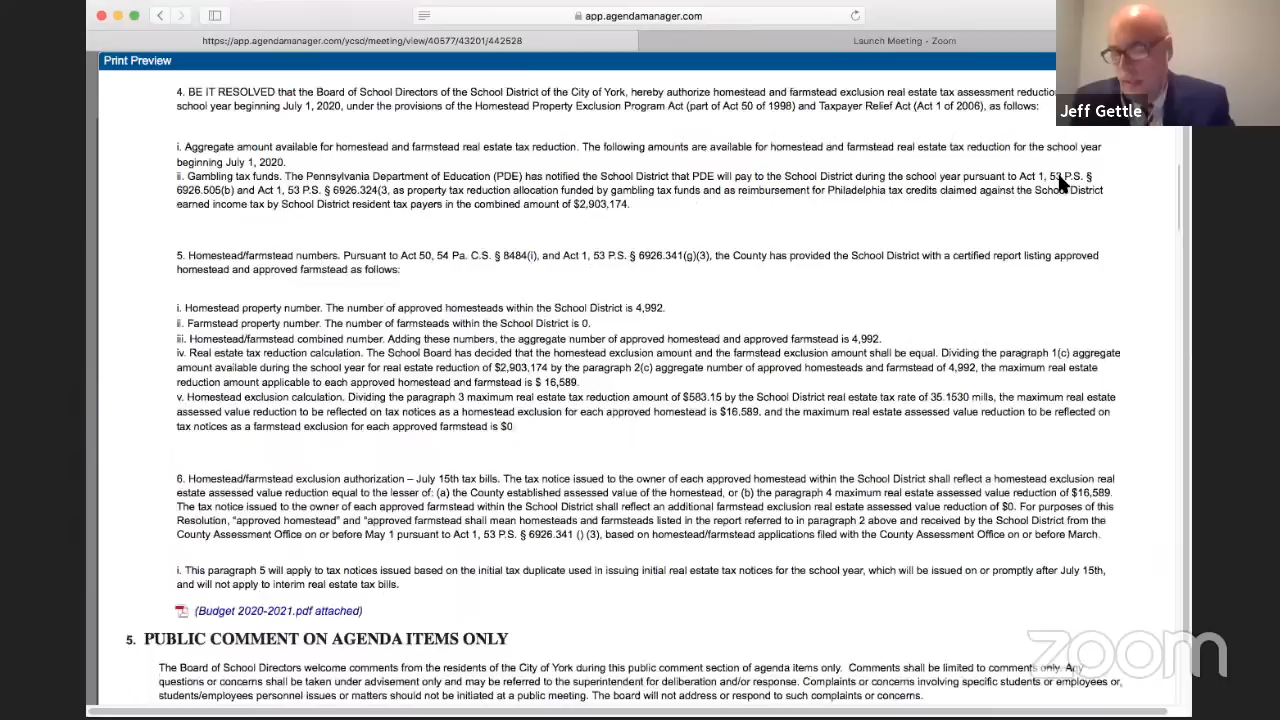 app.agendamanager.com
https://app.agendamanager.com/ycsd/meeting/view/40577/43201/442528
Launch Meeting - Zoom
Print Preview
Jeff Gettle
4. BE IT RESOLVED that the Board of School Directors of the School District of the City of York, hereby authorize homestead and farmstead exclusion real estate tax assessment
school year beginning July 1, 2020, under the provisions of the Homestead Property Exclusion Program Act (part of Act 50 of 1998) and Taxpayer Relief Act (Act 1 of 2006), as follows:
i. Aggregate amount available for homestead and farmstead real estate tax reduction. The following amounts are available for homestead and farmstead real estate tax reduction for the school year
beginning July 1, 2020.
ii. Gambling tax funds. The Pennsylvania Department of Education (PDE) has notified the School District that PDE will pay to the School District during the school year pursuant to Act 1, 53 P.S. §
6926.505(b) and Act 1, 53 P.S. § 6926.324(3, as property tax reduction allocation funded by gambling tax funds and as reimbursement for Philadelphia tax credits claimed against the School District
earned income tax by School District resident tax payers in the combined amount of $2,903,174.
5. Homestead/farmstead numbers. Pursuant to Act 50, 54 Pa. C.S. § 8484(i), and Act 1, 53 P.S. § 6926.341(g)(3), the County has provided the School District with a certified report listing approved
homestead and approved farmstead as follows:
i. Homestead property number. The number of approved homesteads within the School District is 4,992.
ii. Farmstead property number. The number of farmsteads within the School District is 0.
iii. Homestead/farmstead combined number. Adding these numbers, the aggregate number of approved homestead and approved farmstead is 4,992.
iv. Real estate tax reduction calculation. The School Board has decided that the homestead exclusion amount and the farmstead exclusion amount shall be equal. Dividing the paragraph 1(c) aggregate
amount available during the school year for real estate reduction of $2,903,174 by the paragraph 2(c) aggregate number of approved homesteads and farmstead of 4,992, the maximum real estate
reduction amount applicable to each approved homestead and farmstead is $ 16,589.
v. Homestead exclusion calculation. Dividing the paragraph 3 maximum real estate tax reduction amount of $583.15 by the School District real estate tax rate of 35.1530 mills, the maximum real estate
assessed value reduction to be reflected on tax notices as a homestead exclusion for each approved homestead is $16,589. and the maximum real estate assessed value reduction to be reflected on
tax notices as a farmstead exclusion for each approved farmstead is $0
6. Homestead/farmstead exclusion authorization – July 15th tax bills. The tax notice issued to the owner of each approved homestead within the School District shall reflect a homestead exclusion real
estate assessed value reduction equal to the lesser of: (a) the County established assessed value of the homestead, or (b) the paragraph 4 maximum real estate assessed value reduction of $16,589.
The tax notice issued to the owner of each approved farmstead within the School District shall reflect an additional farmstead exclusion real estate assessed value reduction of $0. For purposes of this
Resolution, "approved homestead" and "approved farmstead shall mean homesteads and farmsteads listed in the report referred to in paragraph 2 above and received by the School District from the
County Assessment Office on or before May 1 pursuant to Act 1, 53 P.S. § 6926.341 () (3), based on homestead/farmstead applications filed with the County Assessment Office on or before March.
i. This paragraph 5 will apply to tax notices issued based on the initial tax duplicate used in issuing initial real estate tax notices for the school year, which will be issued on or promptly after July 15th,
and will not apply to interim real estate tax bills.
(Budget 2020-2021.pdf attached)
5. PUBLIC COMMENT ON AGENDA ITEMS ONLY
The Board of School Directors welcome comments from the residents of the City of York during this public comment section of agenda items only. Comments shall be limited to comments only. Any
questions or concerns shall be taken under advisement only and may be referred to the superintendent for deliberation and/or response. Complaints or concerns involving specific students or employees or,
students/employees personnel issues or matters should not be initiated at a public meeting. The board will not address or respond to such complaints or concerns.
zoom